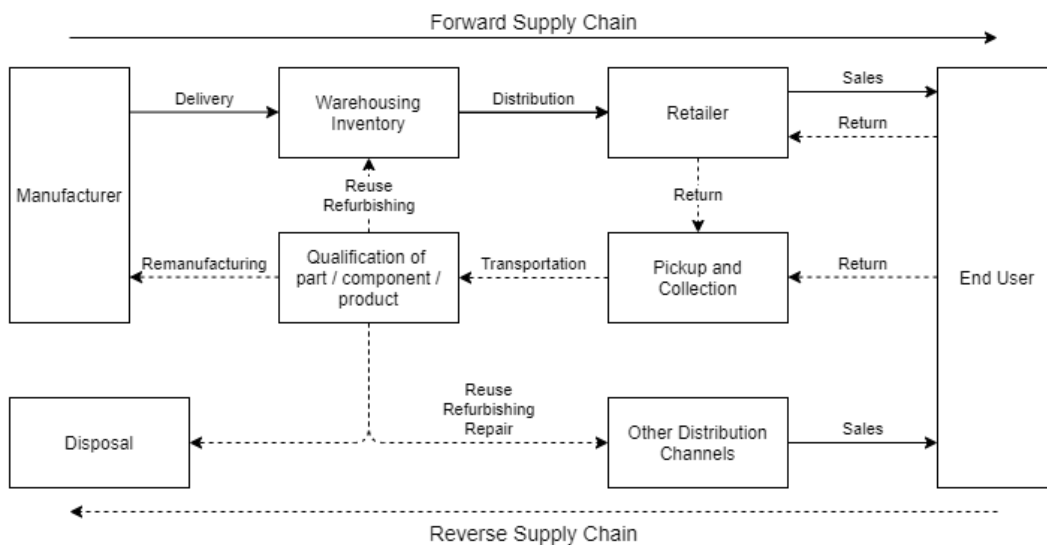 Forward Supply Chain
Delivery
Distribution
Sales
Manufacturer
Warehousing
Inventory
Retailer
Return
Reuse
Refurbishing
Return
Remanufacturing
Qualification of
part / component /
product
Transportation
Pickup and
Collection
Return
End User
Reuse
Refurbishing
Repair
Disposal
Other Distribution
Channels
Sales
Reverse Supply Chain